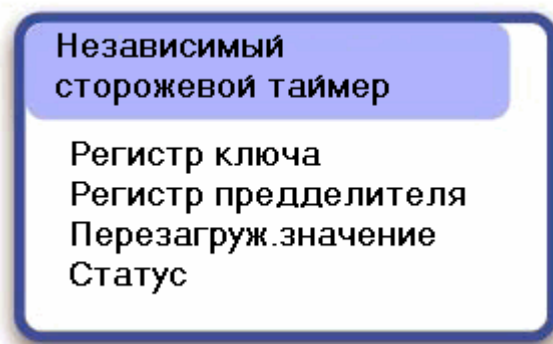 Независимый
сторожевой таймер
Регистр ключа
Регистр предделителя
Перезагруж.значение
Статус